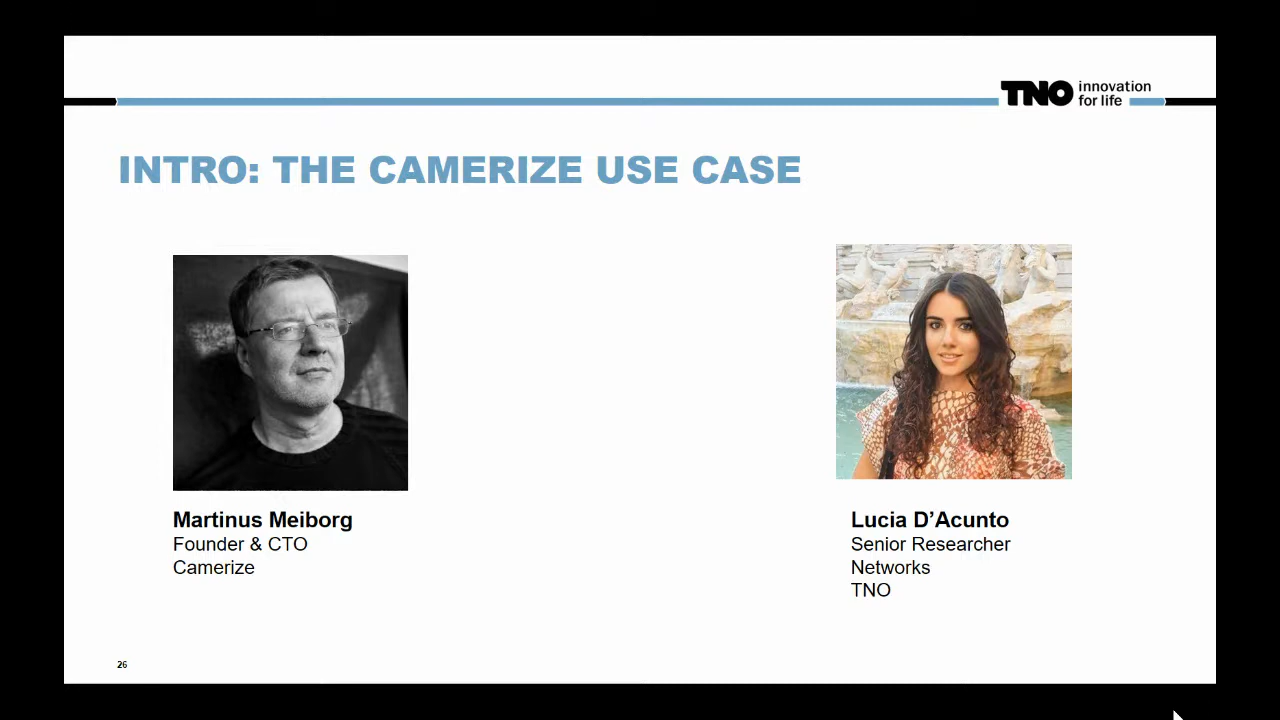 TNO innovation
for life
INTRO: THE CAMERIZE USE CASE
Martinus Meiborg
Founder & CTO
Camerize
Lucia D’Acunto
Senior Researcher
Networks
TNO
26